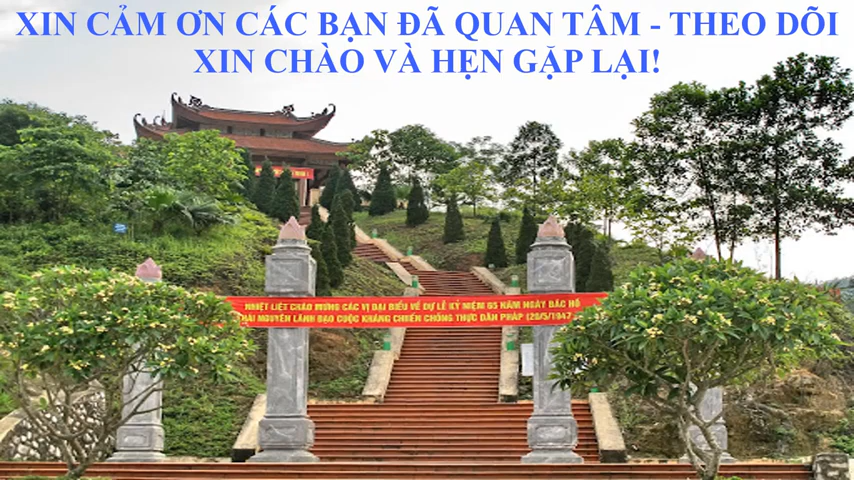 XIN CẢM ƠN CÁC BẠN ĐÃ QUAN TÂM - THEO DÕI
XIN CHÀO VÀ HẸN GẶP LẠI!
NHIỆT LIỆT CHÀO MỪNG CÁC VỊ ĐẠI BIỂU VỀ DỰ LỄ KỶ NIỆM 65 NĂM NGÀY BÁC HỒ
THÁI NGUYÊN LÃNH ĐẠO CUỘC KHÁNG CHIẾN CHỐNG THỰC DÂN PHÁP (20/5/1947